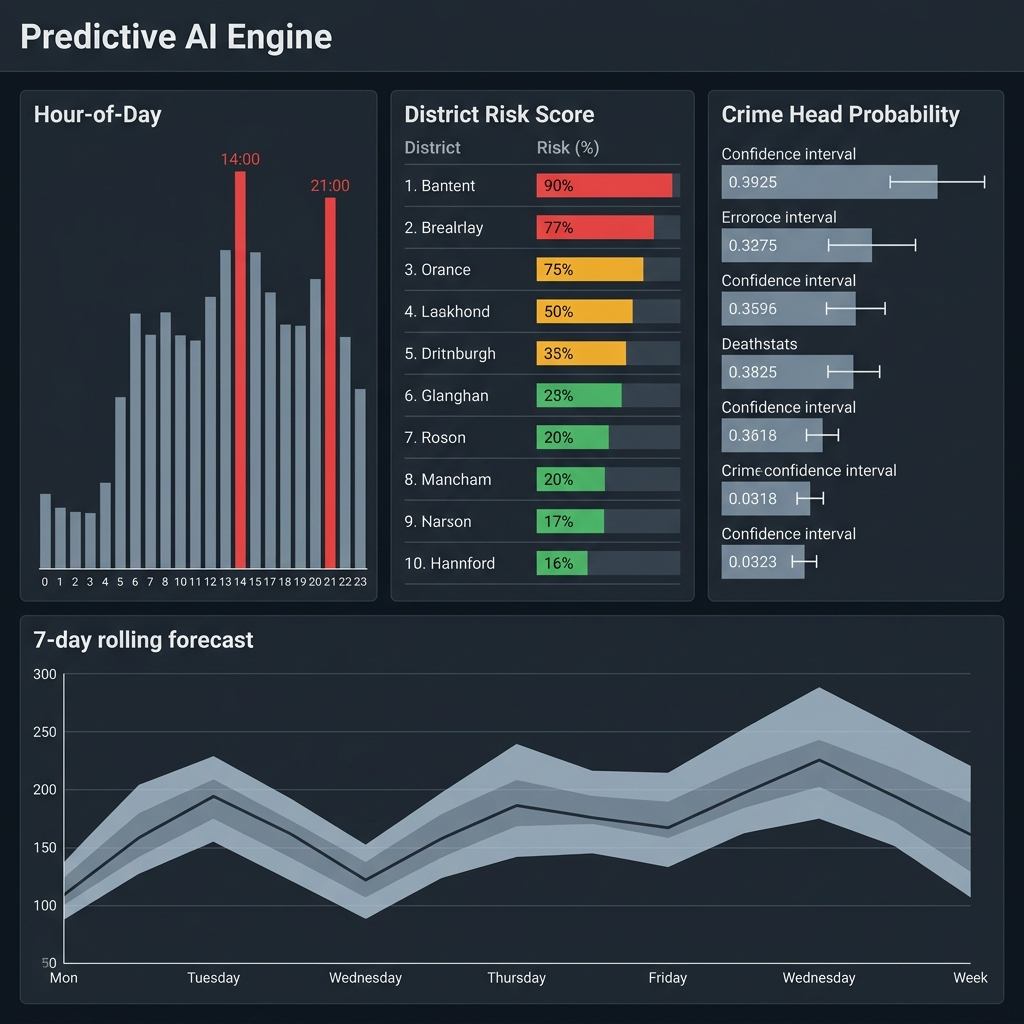 Predictive AI Engine
Hour-of-Day
14:00
21:00
0 1 2 3 4 5 6 7 8 10 11 12 13 14 15 17 18 19 20 21 22 23
District Risk Score
District Risk (%)
1. Bantent 90%
2. Brealrlay 77%
3. Orance 75%
4. Laakhond 50%
5. Dritnburgh 35%
6. Glanghan 23%
7. Roson 20%
8. Mancham 20%
9. Narson 17%
10. Hannford 16%
Crime Head Probability
Confidence interval
0.3925
Erroroce interval
0.3275
Confidence interval
0.3596
Deathstats
0.3825
Confidence interval
0.3618
Crime-confidence interval
0.0318
Confidence interval
0.0323
7-day rolling forecast
300
250
200
150
100
50
Mon Tuesday Wednesday Thursday Friday Wednesday Week